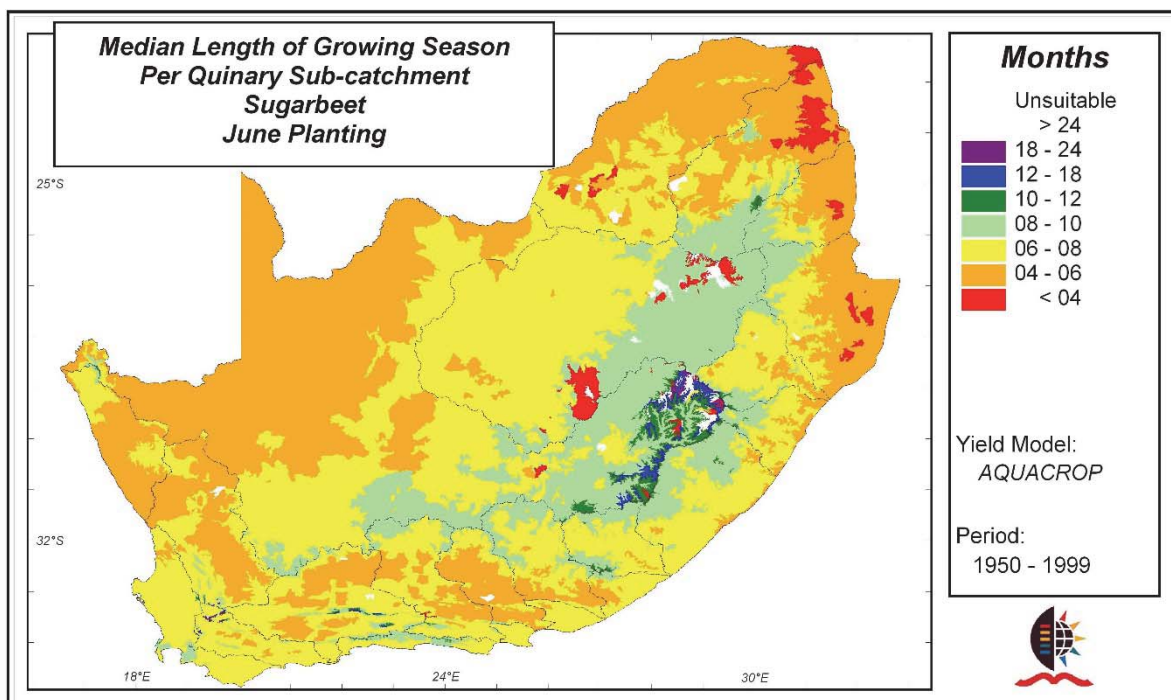 Median Length of Growing Season
Per Quinary Sub-catchment
Sugarbeet
June Planting
Months
Unsuitable
> 24
18 - 24
12 - 18
10 - 12
08 - 10
06 - 08
04 - 06
< 04
Yield Model:
AQUACROP
Period:
1950 - 1999
25°S
32°S
18°E
24°E
30°E